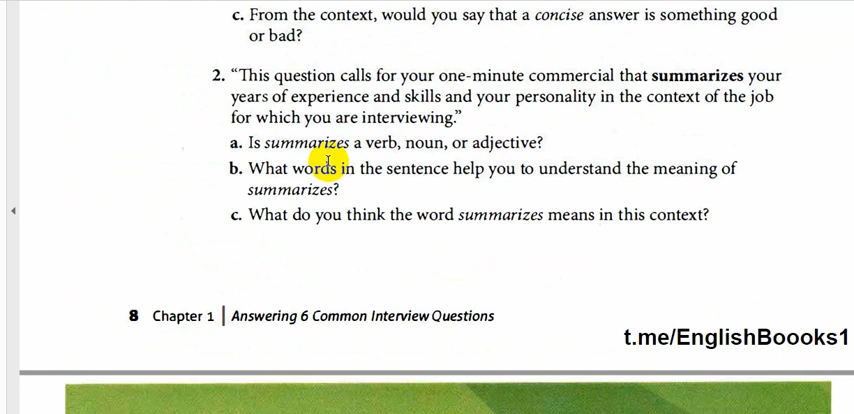 c. From the context, would you say that a concise answer is something good
or bad?
2. “This question calls for your one-minute commercial that summarizes your
years of experience and skills and your personality in the context of the job
for which you are interviewing.”
a. Is summarizes a verb, noun, or adjective?
b. What words in the sentence help you to understand the meaning of
summarizes?
c. What do you think the word summarizes means in this context?
8 Chapter 1 | Answering 6 Common Interview Questions
t.me/EnglishBoooks1